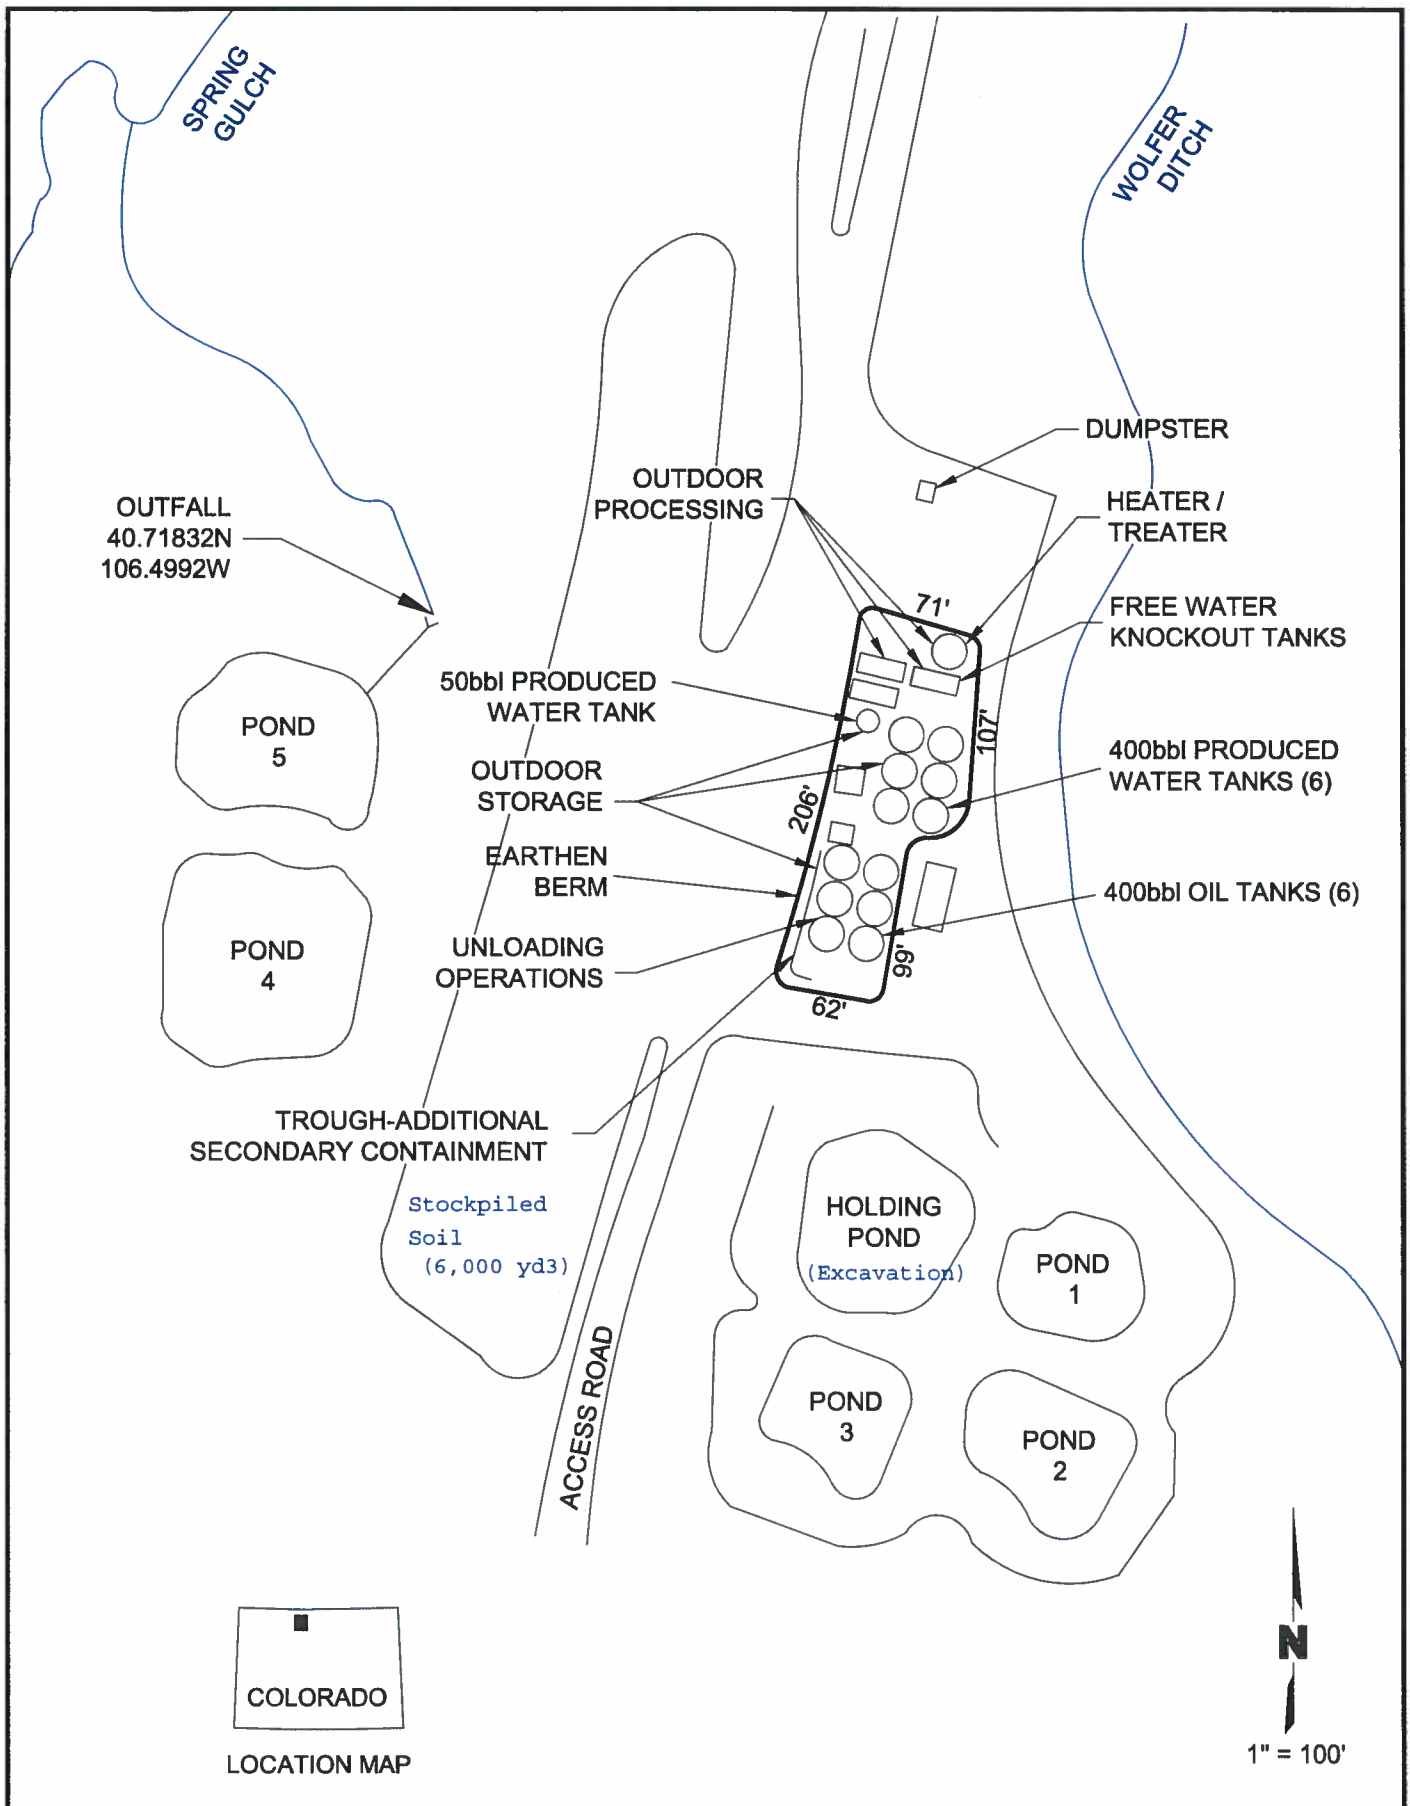 SPRING
GULCH
WOLFER
DITCH
DUMPSTER
OUTDOOR
PROCESSING
HEATER /
TREATER
OUTFALL
40.71832N
106.4992W
71'
FREE WATER
KNOCKOUT TANKS
50bbl PRODUCED
WATER TANK
107'
POND
5
400bbl PRODUCED
WATER TANKS (6)
OUTDOOR
STORAGE
206'
EARTHEN
BERM
400bbl OIL TANKS (6)
POND
4
UNLOADING
OPERATIONS
99'
62'
TROUGH-ADDITIONAL
SECONDARY CONTAINMENT
Stockpiled
Soil
(6,000 yd3)
HOLDING
POND
(Excavation)
POND
1
ACCESS ROAD
POND
3
POND
2
COLORADO
LOCATION MAP
N
1" = 100'